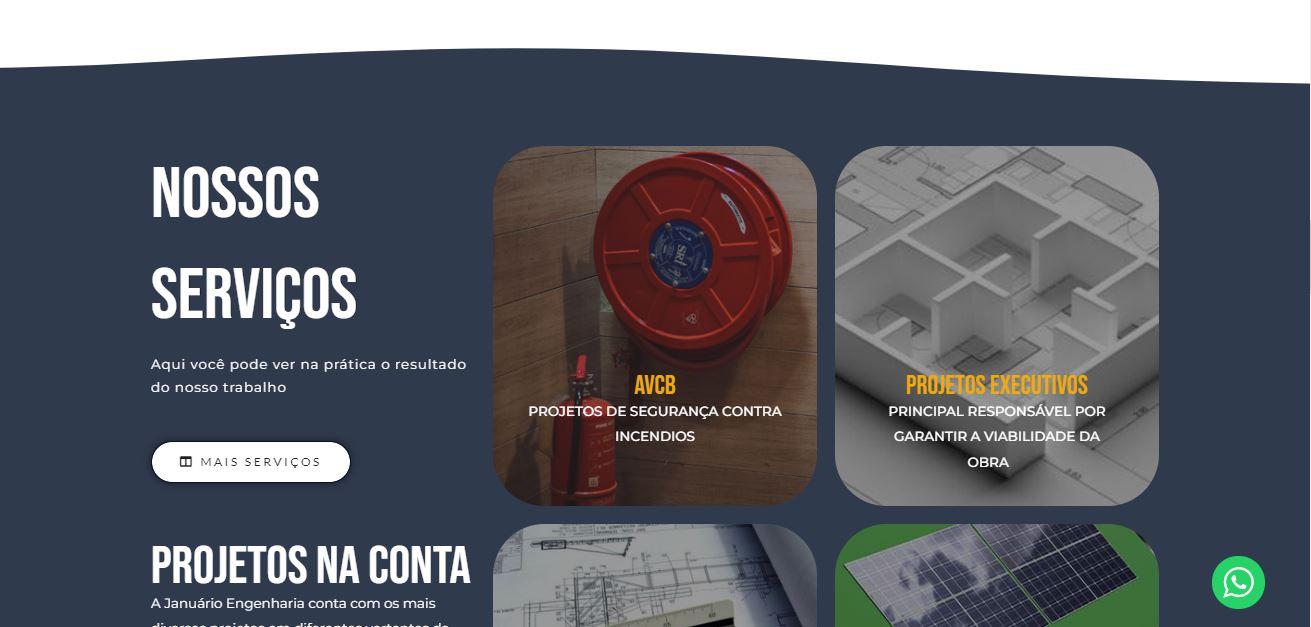 NOSSOS
SERVIÇOS
Aqui você pode ver na prática o resultado
do nosso trabalho
MAIS SERVIÇOS
PROJETOS NA CONTA
A Januário Engenharia conta com os mais
AVCB
PROJETOS DE SEGURANÇA CONTRA
INCENDIOS
PROJETOS EXECUTIVOS
PRINCIPAL RESPONSÁVEL POR
GARANTIR A VIABILIDADE DA
OBRA